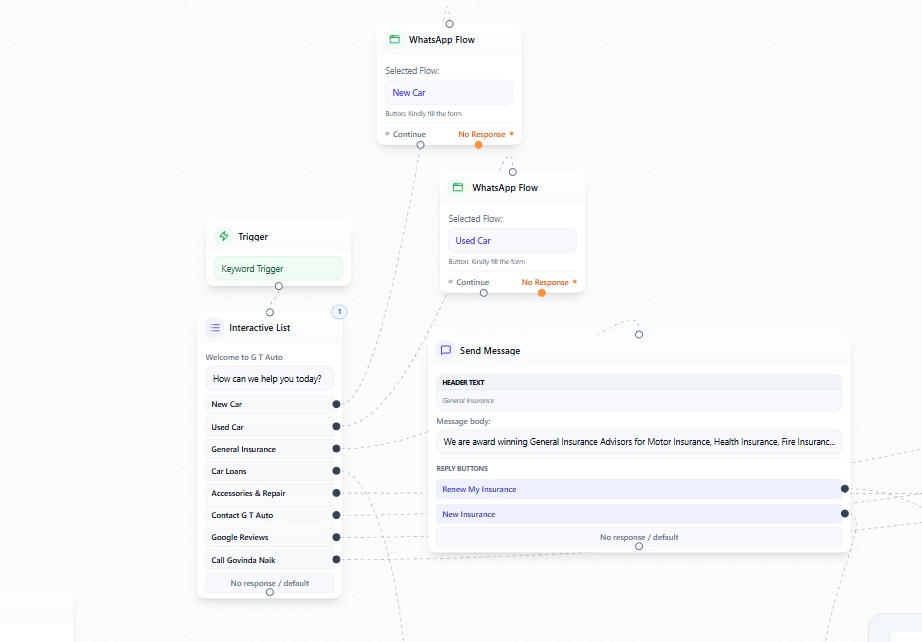 WhatsApp Flow
Selected Flow:
New Car
Button: Kindly fill the form
Continue
No Response
WhatsApp Flow
Selected Flow:
Used Car
Button: Kindly fill the form
Continue
No Response
Trigger
Keyword Trigger
1
Interactive List
Welcome to G T Auto
How can we help you today?
New Car
Used Car
General Insurance
Car Loans
Accessories & Repair
Contact G T Auto
Google Reviews
Call Govinda Naik
No response / default
Send Message
HEADER TEXT
General Insurance
Message body:
We are award winning General Insurance Advisors for Motor Insurance, Health Insurance, Fire Insuranc...
REPLY BUTTONS
Renew My Insurance
New Insurance
No response / default